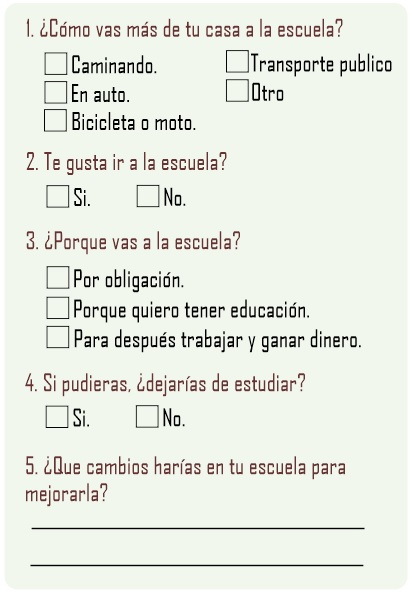 1. ¿Cómo vas más de tu casa a la escuela?
Caminando. Transporte publico
En auto. Otro
Bicicleta o moto.
2. Te gusta ir a la escuela?
Si. No.
3. ¿Porque vas a la escuela?
Por obligación.
Porque quiero tener educación.
Para después trabajar y ganar dinero.
4. Si pudieras, ¿dejarías de estudiar?
Si. No.
5. ¿Que cambios harías en tu escuela para
mejorarla?